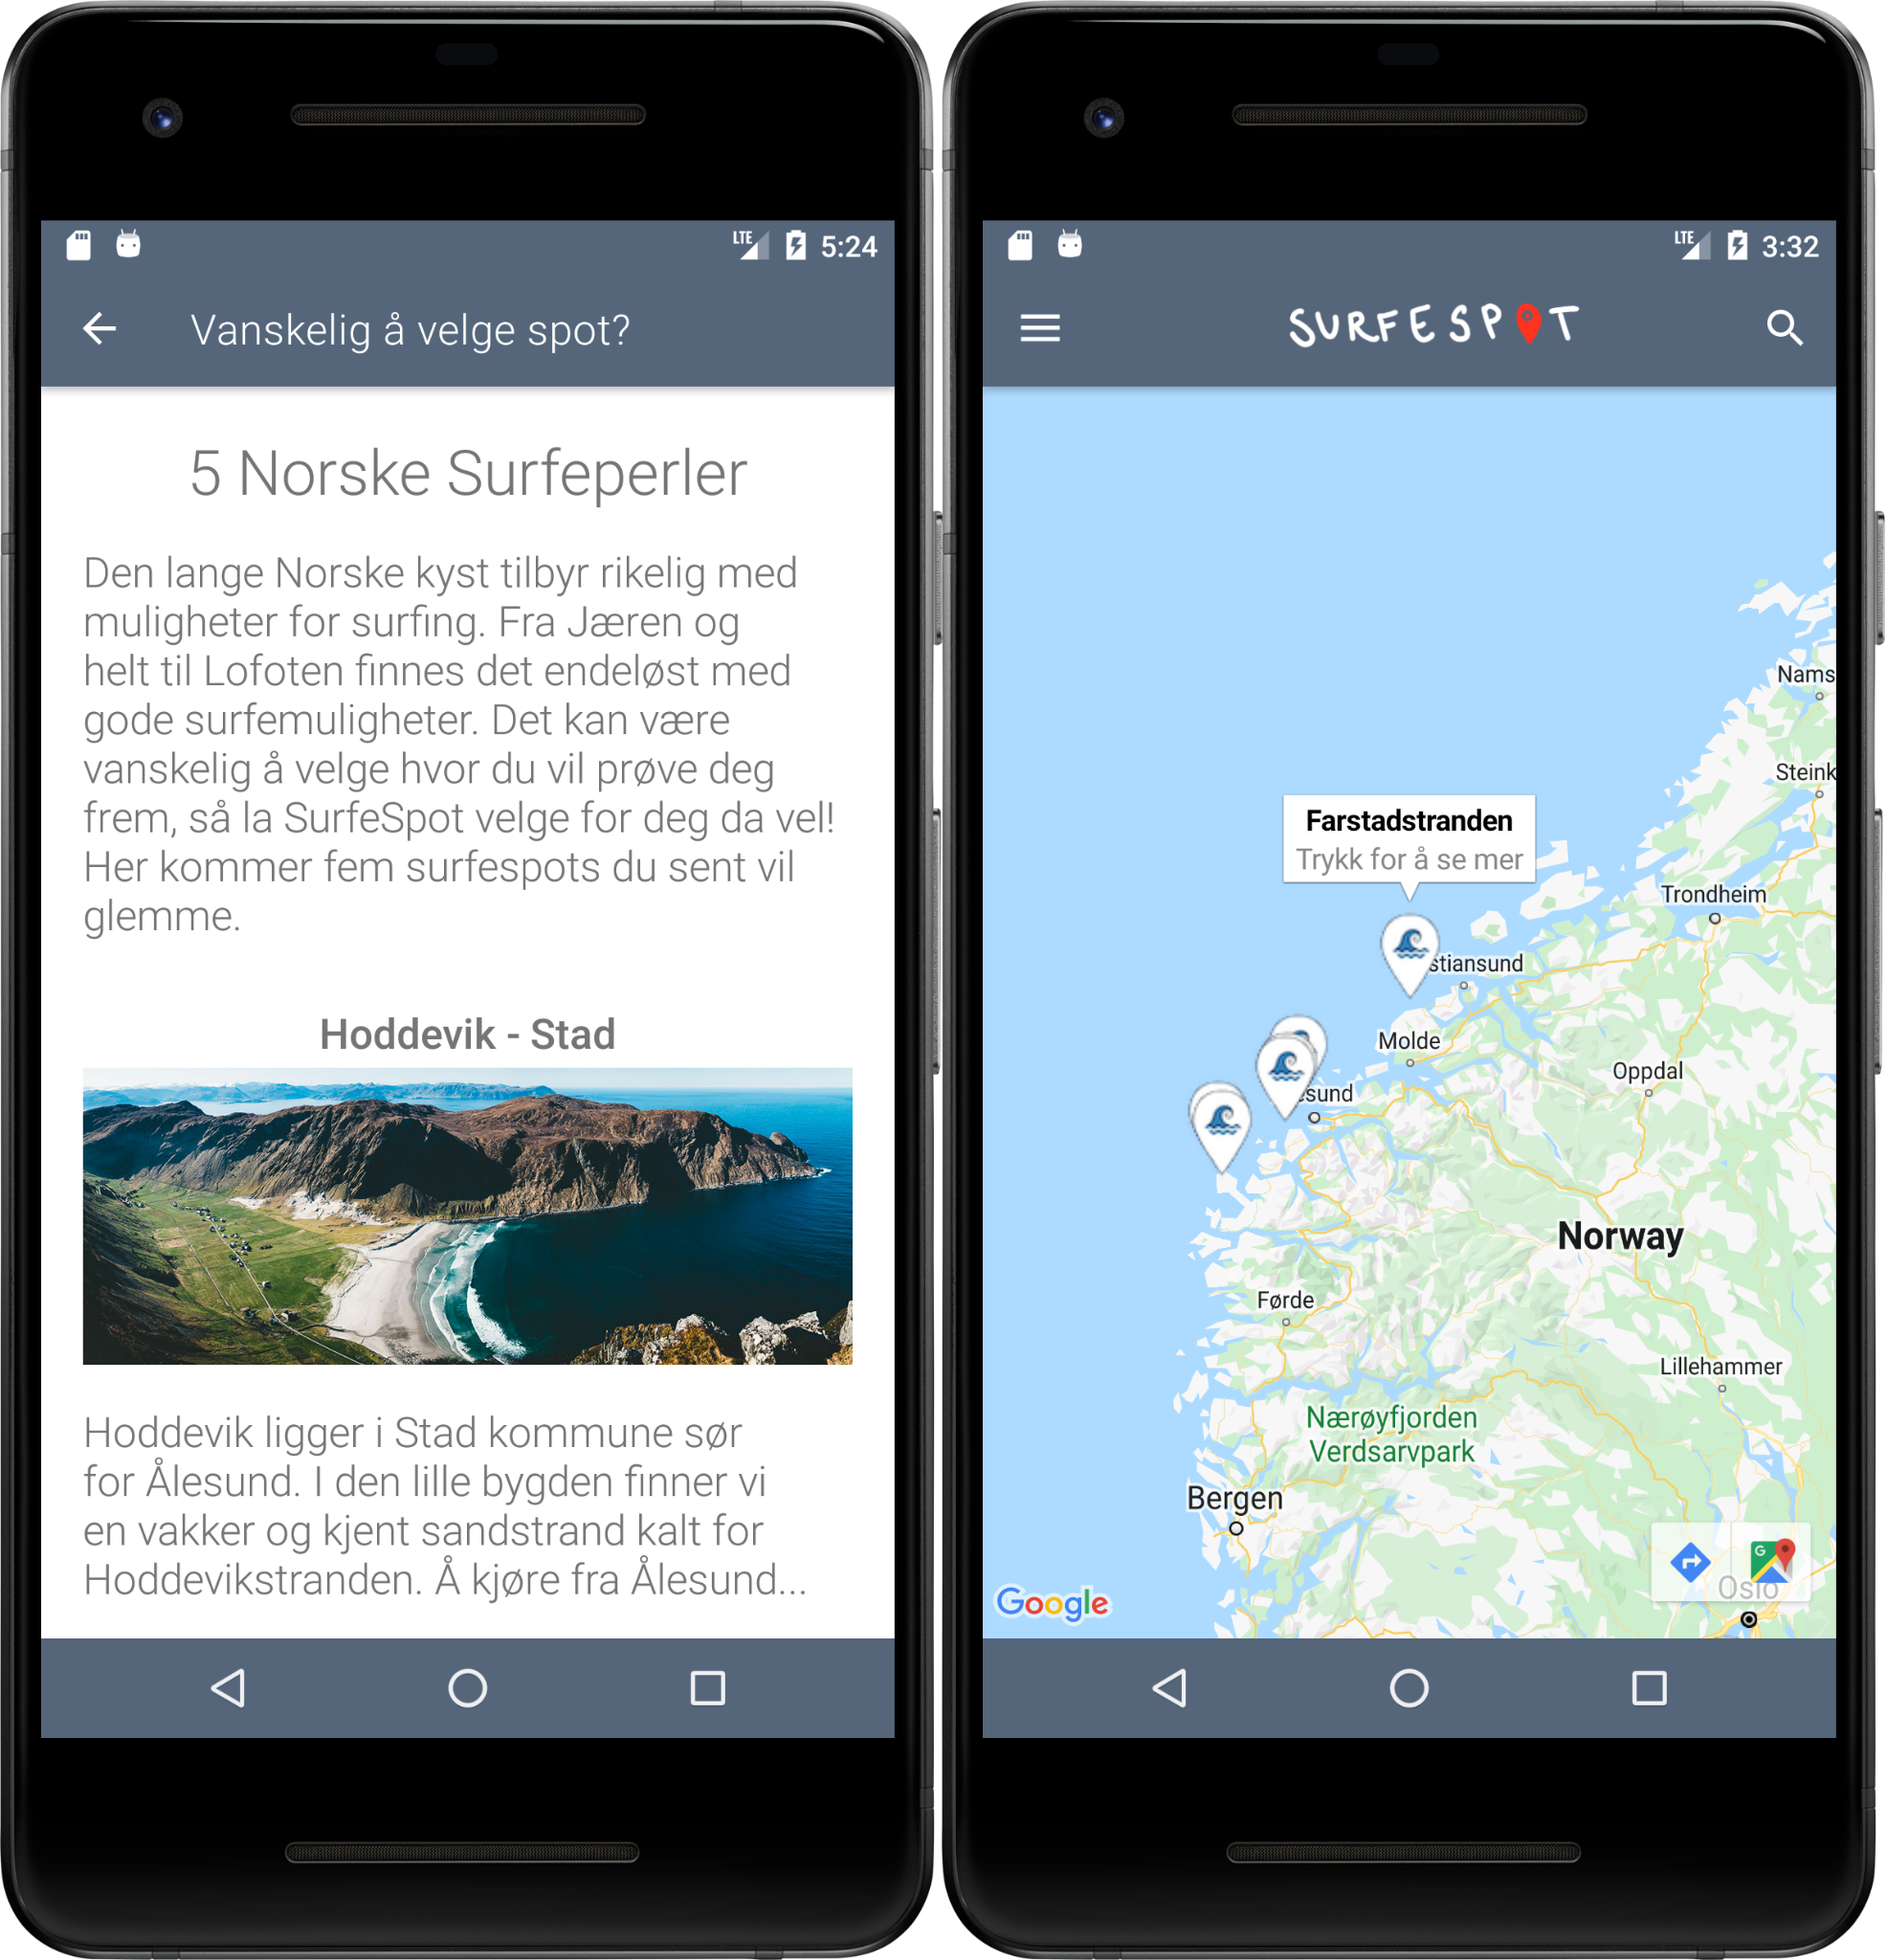 LTE 5:24
Vanskelig å velge spot?
5 Norske Surfeperler
Den lange Norske kyst tilbyr rikelig med
muligheter for surfing. Fra Jæren og
helt til Lofoten finnes det endeløst med
gode surfemuligheter. Det kan være
vanskelig å velge hvor du vil prøve deg
frem, så la SurfeSpot velge for deg da vel!
Her kommer fem surfespots du sent vil
glemme.
Hoddevik - Stad
Hoddevik ligger i Stad kommune sør
for Ålesund. I den lille bygden finner vi
en vakker og kjent sandstrand kalt for
Hoddevikstranden. Å kjøre fra Ålesund...
LTE 3:32
SURFESPOT
Nams
Steink
Farstadstranden
Trykk for å se mer
Trondheim
stiansund
Molde
Oppdal
sund
Norway
Førde
Lillehammer
Nærøyfjorden
Verdsarvpark
Bergen
G
Oslo
Google